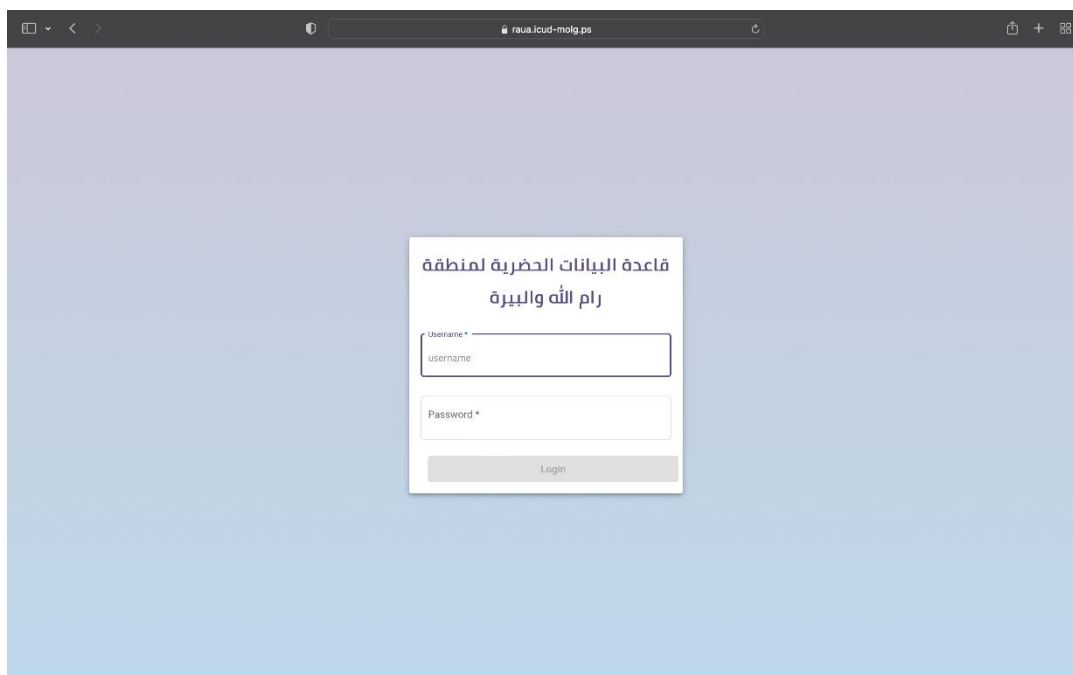 raua.icud-molg.ps
قاعدة البيانات الحضرية لمنطقة
رام الله والبيرة
Username *
username
Password *
Login